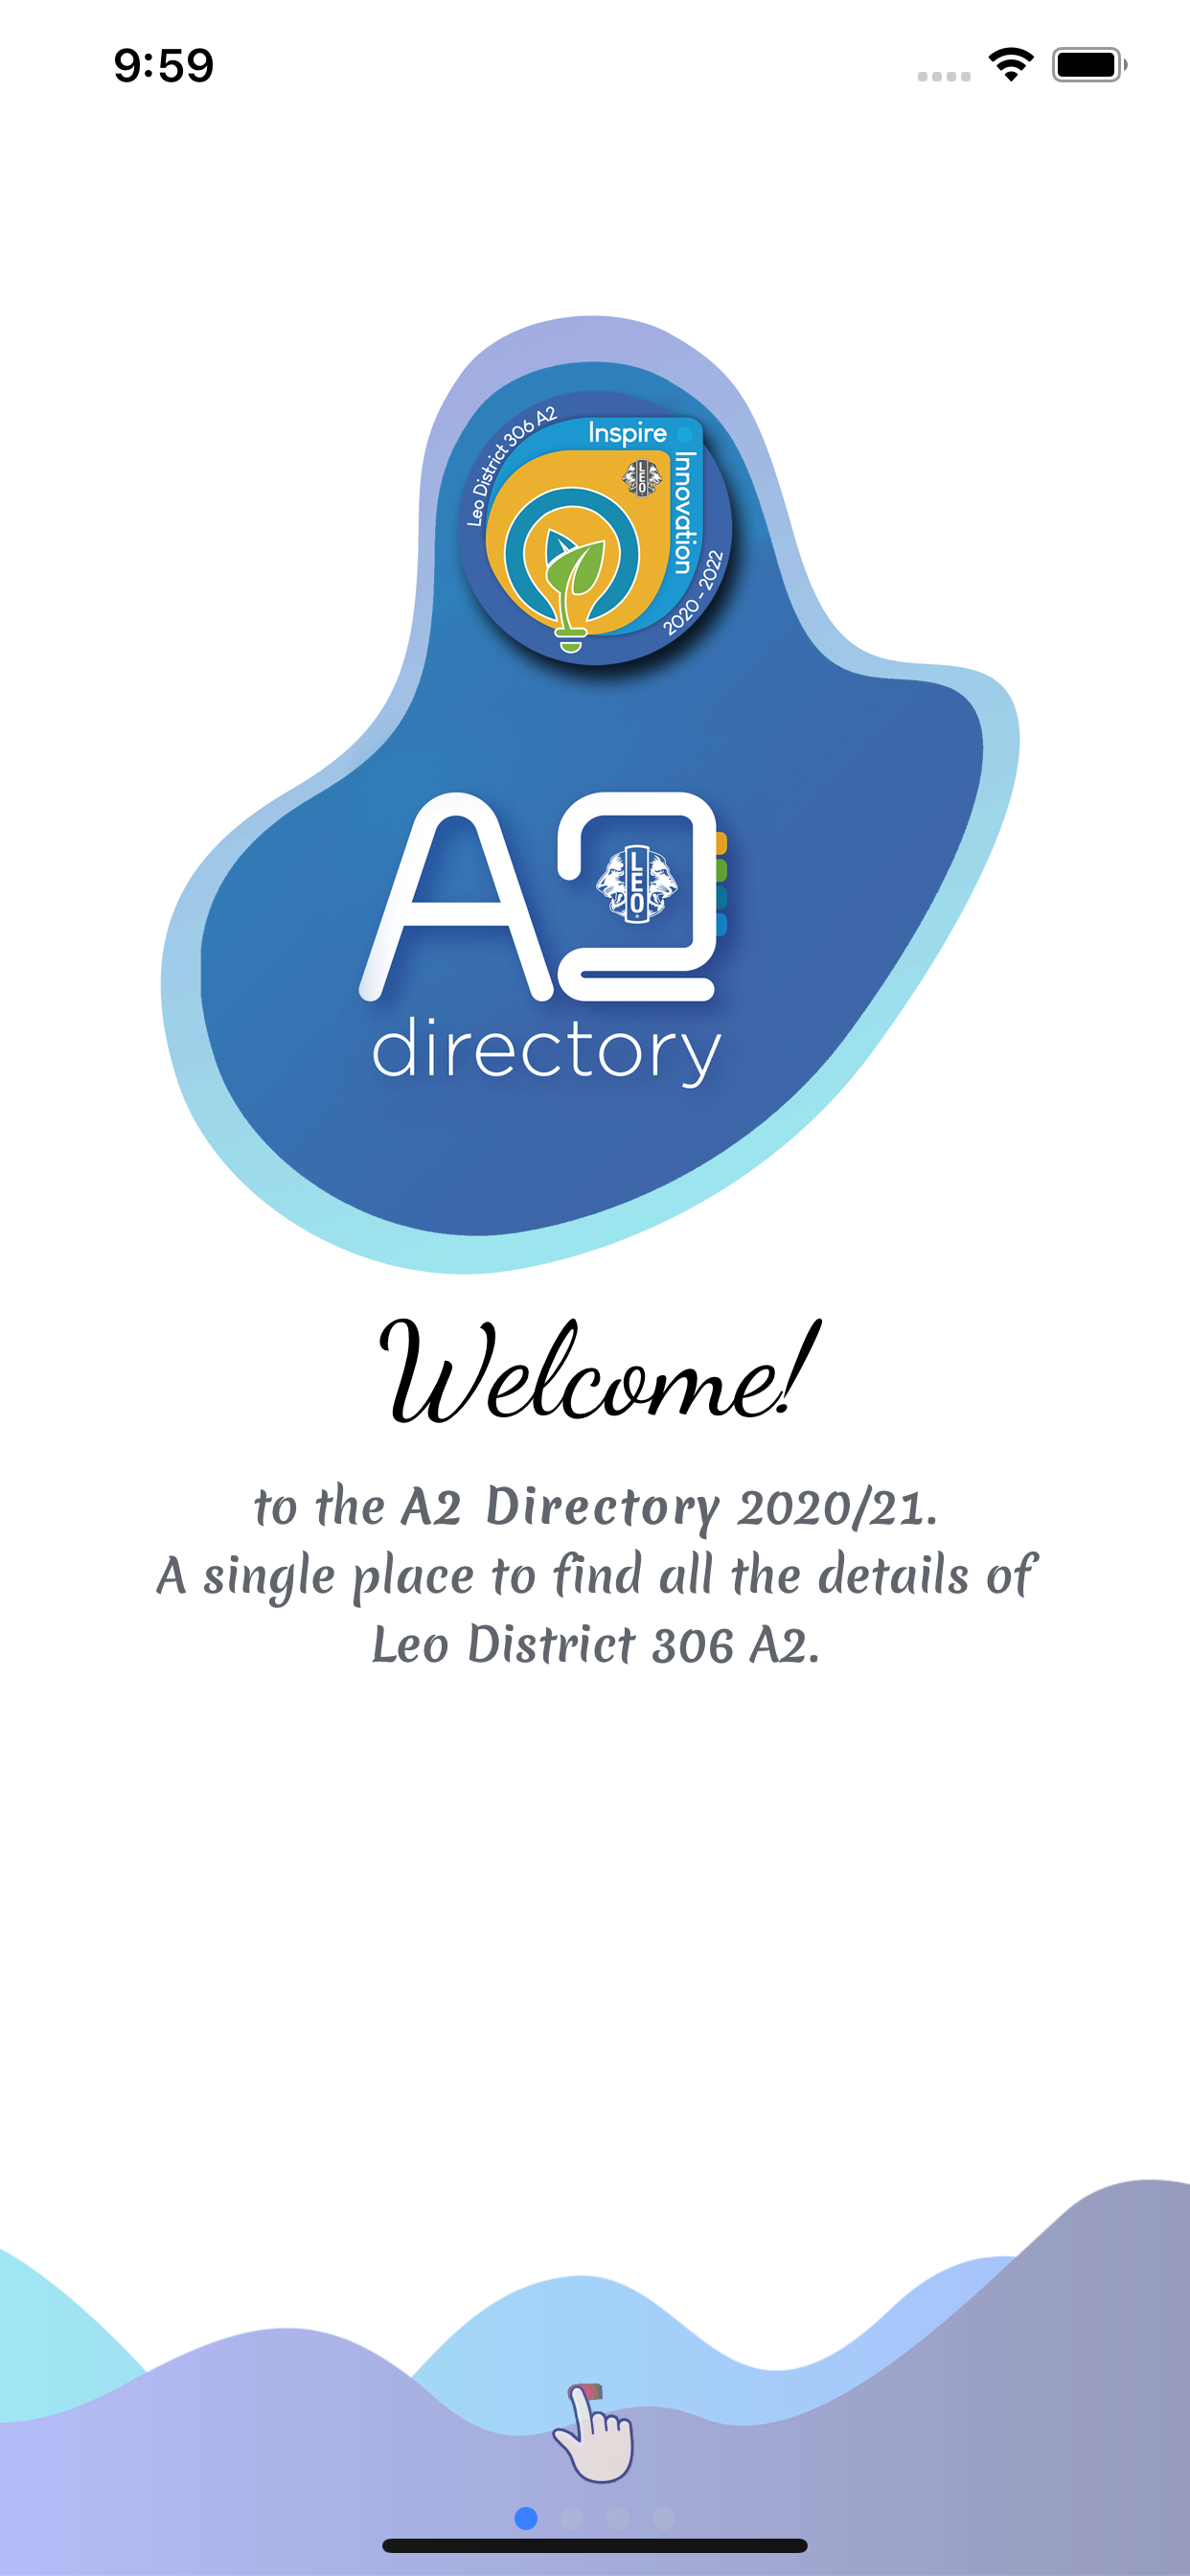 9:59
Leo District 306 A2
Inspire
Innovation
LEO
2020 - 2022
A2
LEO
directory
Welcome!
to the A2 Directory 2020/21.
A single place to find all the details of
Leo District 306 A2.